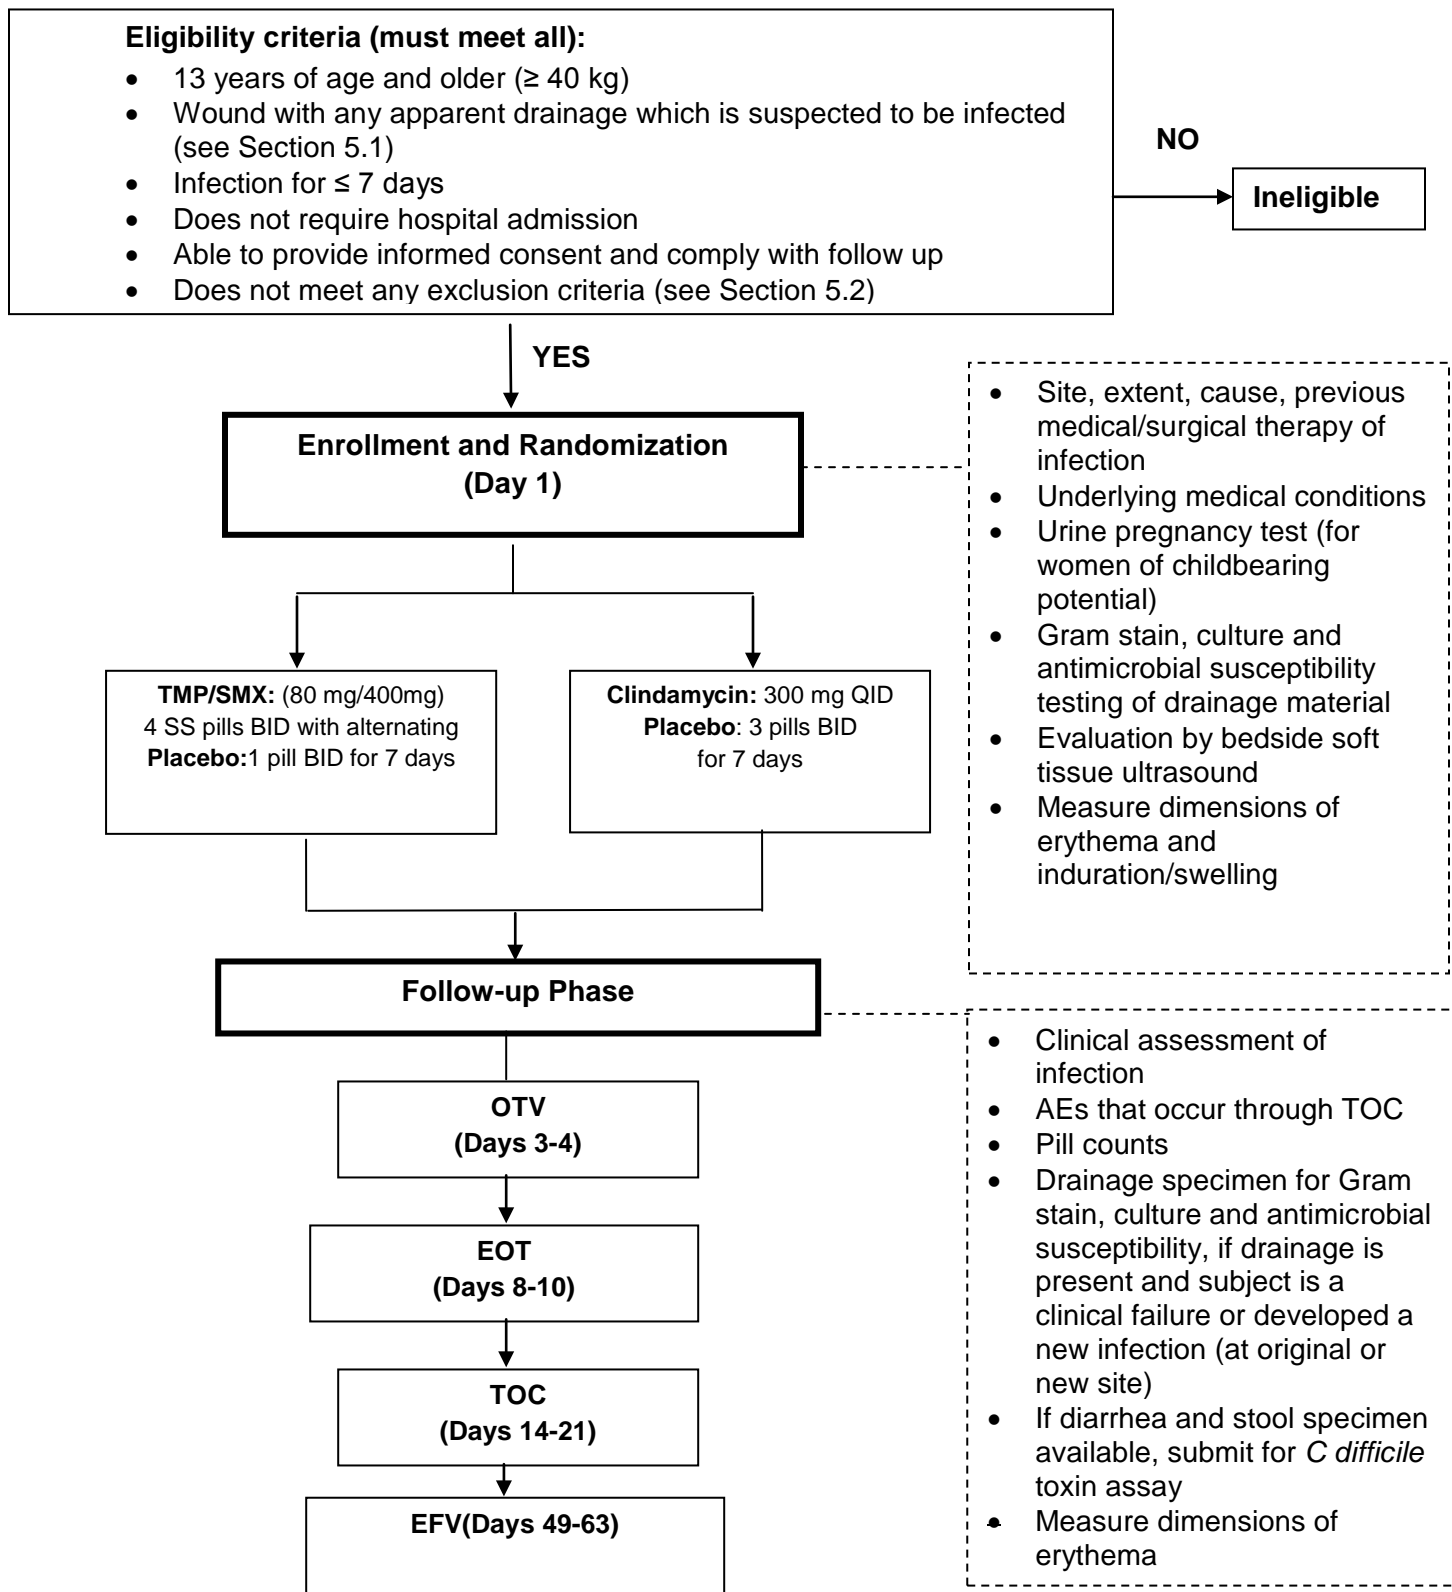 Eligibility criteria (must meet all):
• 13 years of age and older (≥ 40 kg)
• Wound with any apparent drainage which is suspected to be infected
(see Section 5.1)
• Infection for ≤ 7 days
• Does not require hospital admission
• Able to provide informed consent and comply with follow up
• Does not meet any exclusion criteria (see Section 5.2)
NO
Ineligible
YES
Enrollment and Randomization
(Day 1)
• Site, extent, cause, previous
medical/surgical therapy of
infection
• Underlying medical conditions
• Urine pregnancy test (for
women of childbearing
potential)
• Gram stain, culture and
antimicrobial susceptibility
testing of drainage material
• Evaluation by bedside soft
tissue ultrasound
• Measure dimensions of
erythema and
induration/swelling
TMP/SMX: (80 mg/400mg)
4 SS pills BID with alternating
Placebo:1 pill BID for 7 days
Clindamycin: 300 mg QID
Placebo: 3 pills BID
for 7 days
Follow-up Phase
OTV
(Days 3-4)
EOT
(Days 8-10)
TOC
(Days 14-21)
EFV(Days 49-63)
• Clinical assessment of
infection
• AEs that occur through TOC
• Pill counts
• Drainage specimen for Gram
stain, culture and antimicrobial
susceptibility, if drainage is
present and subject is a
clinical failure or developed a
new infection (at original or
new site)
• If diarrhea and stool specimen
available, submit for C difficile
toxin assay
• Measure dimensions of
erythema